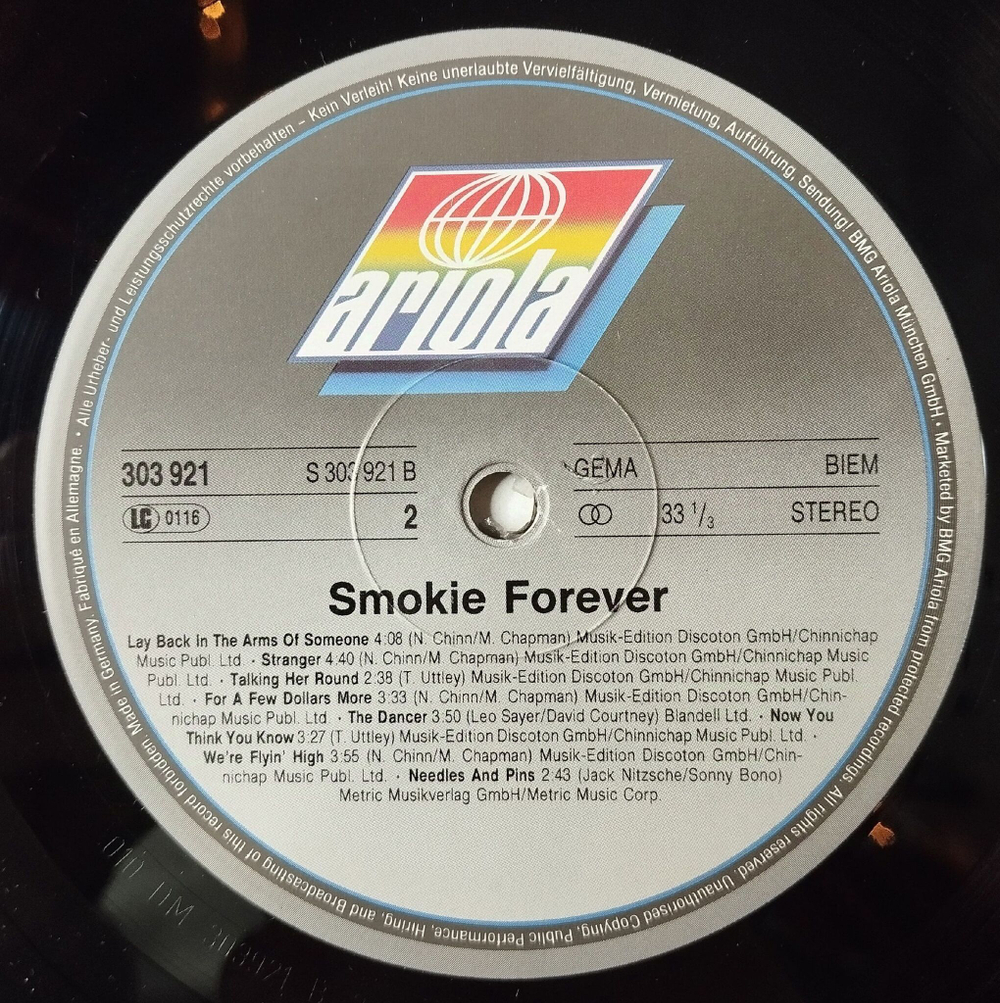 Made in Germany. Fabriqué en Allemagne. • Alle Urheber- und Leistungsschutzrechte vorbehalten – Kein Verleih! Keine unerlaubte Vervielfältigung, Vermietung, Aufführung, Sendung! BMG Ariola München GmbH • Marketed by BMG Ariola from protected recordings. All rights reserved. Unauthorised Copying, Public Performance, Hiring, and Broadcasting of this record forbidden.
ariola
303 921 S 303 921 B GEMA BIEM
LC 0116 2 33 1/3 STEREO
Smokie Forever
Lay Back In The Arms Of Someone 4:08 (N. Chinn/M. Chapman) Musik-Edition Discoton GmbH/Chinnichap
Music Publ. Ltd · Stranger 4:40 (N. Chinn/M. Chapman) Musik-Edition Discoton GmbH/Chinnichap Music
Publ. Ltd · Talking Her Round 2:38 (T. Uttley) Musik-Edition Discoton GmbH/Chinnichap Music Publ.
Ltd. · For A Few Dollars More 3:33 (N. Chinn/M. Chapman) Musik-Edition Discoton GmbH/Chin-
nichap Music Publ. Ltd. · The Dancer 3:50 (Leo Sayer/David Courtney) Blandell Ltd. · Now You
Think You Know 3:27 (T. Uttley) Musik-Edition Discoton GmbH/Chinnichap Music Publ. Ltd. ·
We're Flyin' High 3:55 (N. Chinn/M. Chapman) Musik-Edition Discoton GmbH/Chin-
nichap Music Publ. Ltd. · Needles And Pins 2:43 (Jack Nitzsche/Sonny Bono)
Metric Musikverlag GmbH/Metric Music Corp.
303921 B